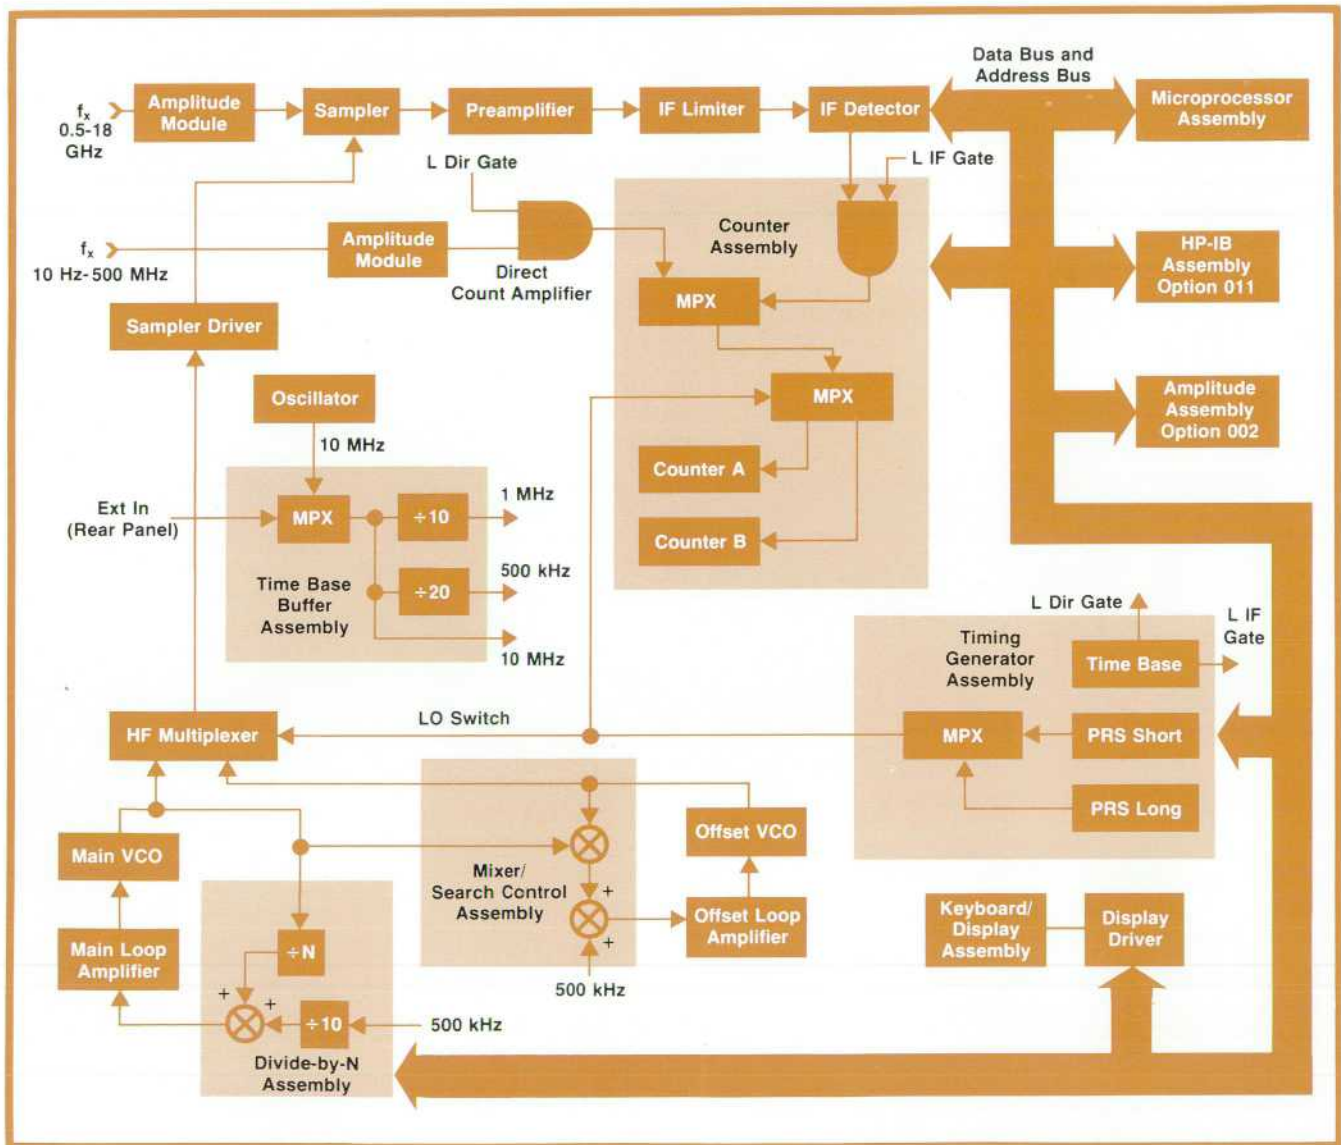 Data Bus and
Address Bus
fx
0.5-18
GHz
Amplitude
Module
Sampler
Preamplifier
IF Limiter
IF Detector
Microprocessor
Assembly
L Dir Gate
L IF Gate
fx
10 Hz-500 MHz
Amplitude
Module
Direct
Count Amplifier
Counter
Assembly
MPX
HP-IB
Assembly
Option 011
Sampler Driver
Oscillator
10 MHz
MPX
Amplitude
Assembly
Option 002
Counter A
Counter B
Ext In
(Rear Panel)
MPX
÷10
1 MHz
÷20
500 kHz
10 MHz
Time Base
Buffer
Assembly
L Dir Gate
L IF
Gate
Timing
Generator
Assembly
Time Base
HF Multiplexer
LO Switch
MPX
PRS Short
PRS Long
Main VCO
Offset VCO
Mixer/
Search Control
Assembly
+
+
Offset Loop
Amplifier
500 kHz
Main Loop
Amplifier
÷N
+
+
÷10
500 kHz
Divide-by-N
Assembly
Keyboard/
Display
Assembly
Display
Driver